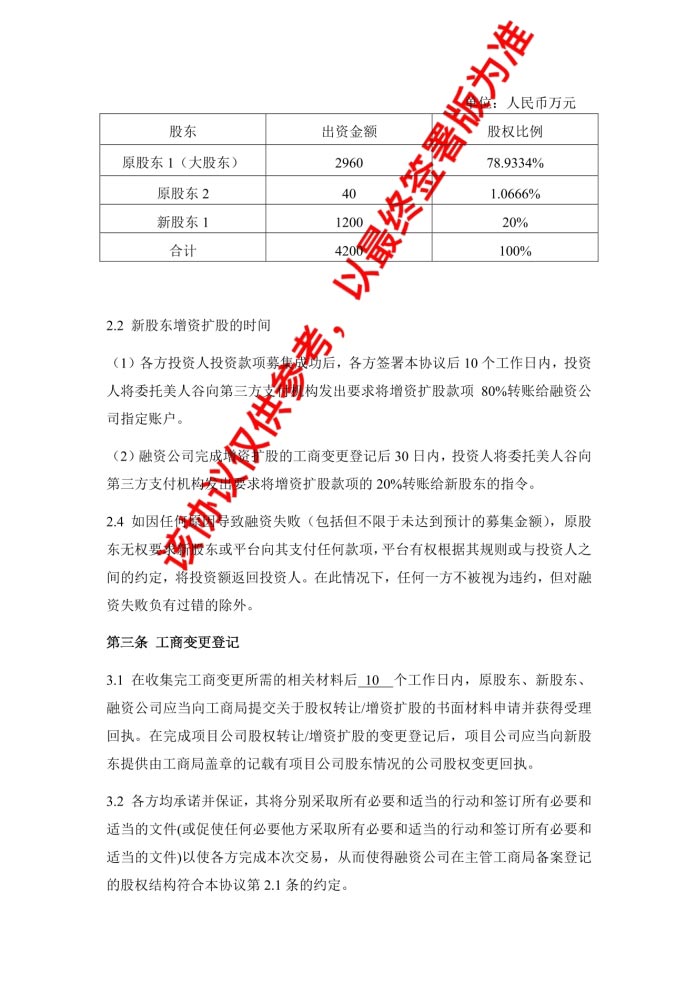 单位：人民币万元
股东 出资金额 股权比例
原股东 1（大股东） 2960 78.9334%
原股东 2 40 1.0666%
新股东 1 1200 20%
合计 4200 100%
2.2 新股东增资扩股的时间
（1）各方投资人投资款项募集成功后，各方签署本协议后 10 个工作日内，投资
人将委托美人谷向第三方支付机构发出要求将增资扩股款项 80%转账给融资公
司指定账户。
（2）融资公司完成增资扩股的工商变更登记后 30 日内，投资人将委托美人谷向
第三方支付机构发出要求将增资扩股款项的 20%转账给新股东的指令。
2.4 如因任何原因导致融资失败（包括但不限于未达到预计的募集金额），原股
东无权要求新股东或平台向其支付任何款项，平台有权根据其规则或与投资人之
间的约定，将投资额返回投资人。在此情况下，任何一方不被视为违约，但对融
资失败负有过错的除外。
第三条 工商变更登记
3.1 在收集完工商变更所需的相关材料后 10 个工作日内，原股东、新股东、
融资公司应当向工商局提交关于股权转让/增资扩股的书面材料申请并获得受理
回执。在完成项目公司股权转让/增资扩股的变更登记后，项目公司应当向新股
东提供由工商局盖章的记载有项目公司股东情况的公司股权变更回执。
3.2 各方均承诺并保证，其将分别采取所有必要和适当的行动和签订所有必要和
适当的文件(或促使任何必要他方采取所有必要和适当的行动和签订所有必要和
适当的文件)以使各方完成本次交易，从而使得融资公司在主管工商局备案登记
的股权结构符合本协议第 2.1 条的约定。
该协议仅供参考，以最终签署版为准